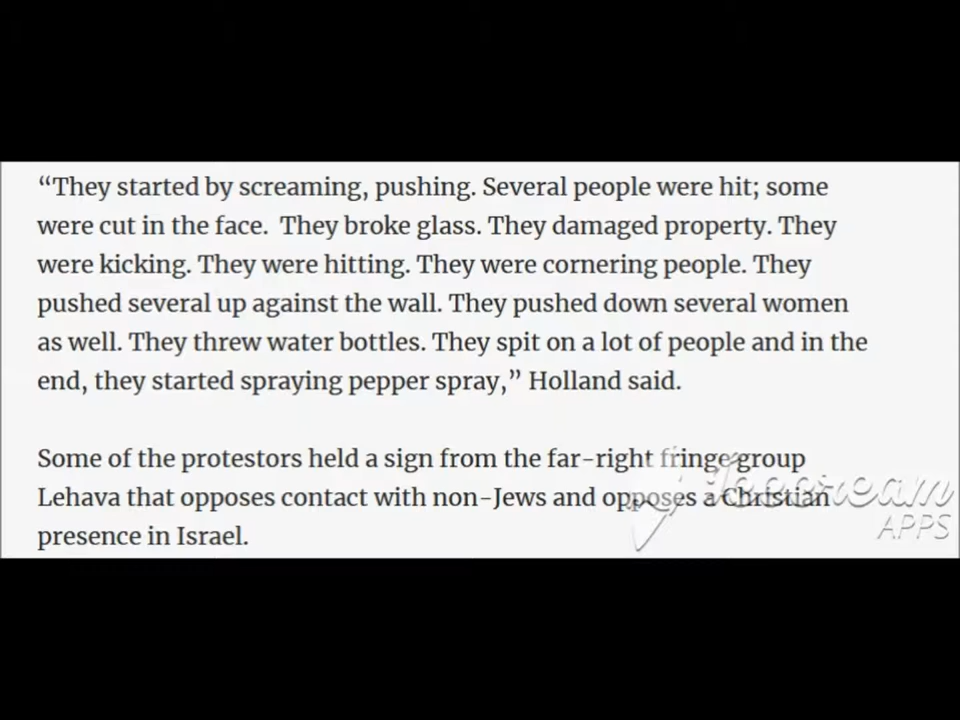 “They started by screaming, pushing. Several people were hit; some
were cut in the face.  They broke glass. They damaged property. They
were kicking. They were hitting. They were cornering people. They
pushed several up against the wall. They pushed down several women
as well. They threw water bottles. They spit on a lot of people and in the
end, they started spraying pepper spray,” Holland said.
Some of the protestors held a sign from the far-right fringe group
Lehava that opposes contact with non-Jews and opposes a Christian
presence in Israel.
Icecream
APPS